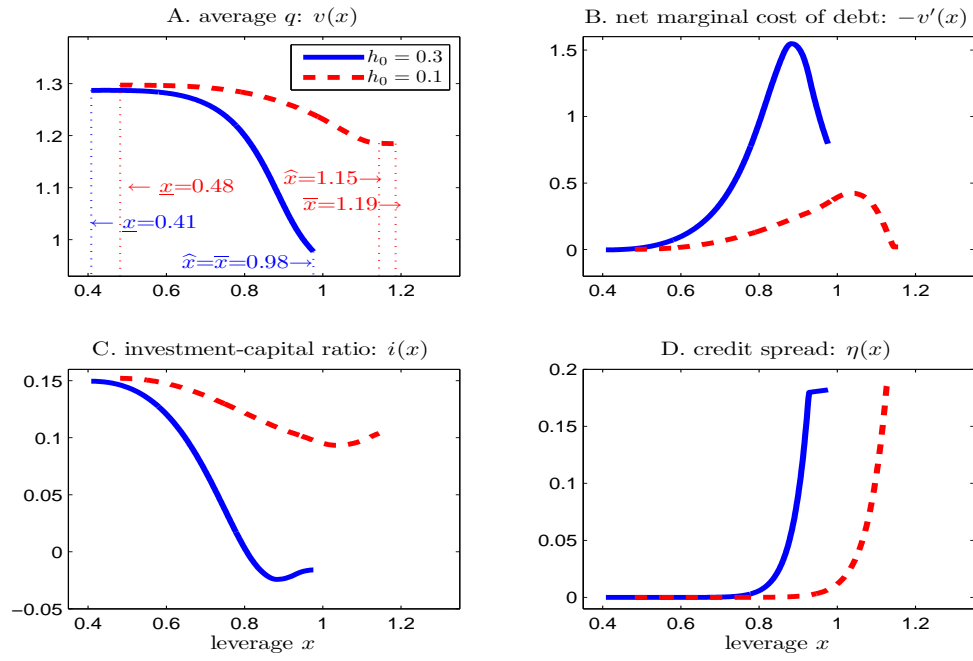 A. average q: v(x)
1.3
1.2
1.1
1
0.4 0.6 0.8 1 1.2
h₀ = 0.3
h₀ = 0.1
← x̲=0.48
← x̲=0.41
x̂=1.15→
x̅=1.19→
x̂=x̅=0.98→
B. net marginal cost of debt: −v′(x)
1.5
1
0.5
0
0.4 0.6 0.8 1 1.2
C. investment-capital ratio: i(x)
0.15
0.1
0.05
0
−0.05
0.4 0.6 0.8 1 1.2
leverage x
D. credit spread: η(x)
0.2
0.15
0.1
0.05
0
0.4 0.6 0.8 1 1.2
leverage x